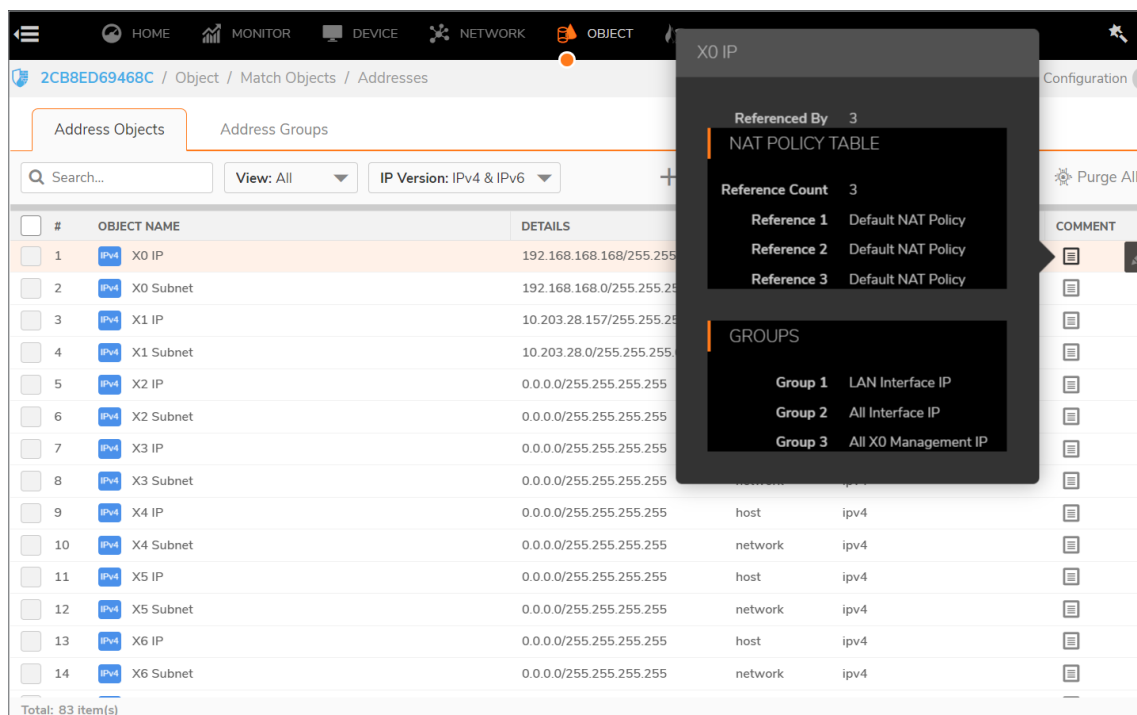 HOME MONITOR DEVICE NETWORK OBJECT
2CB8ED69468C / Object / Match Objects / Addresses
Configuration
Address Objects Address Groups
Search... View: All IP Version: IPv4 & IPv6 + Purge All
# OBJECT NAME DETAILS COMMENT
1 IPv4 X0 IP 192.168.168.168/255.255
2 IPv4 X0 Subnet 192.168.168.0/255.255.25
3 IPv4 X1 IP 10.203.28.157/255.255.25
4 IPv4 X1 Subnet 10.203.28.0/255.255.255.
5 IPv4 X2 IP 0.0.0.0/255.255.255.255
6 IPv4 X2 Subnet 0.0.0.0/255.255.255.255
7 IPv4 X3 IP 0.0.0.0/255.255.255.255
8 IPv4 X3 Subnet 0.0.0.0/255.255.255.255
9 IPv4 X4 IP 0.0.0.0/255.255.255.255 host ipv4
10 IPv4 X4 Subnet 0.0.0.0/255.255.255.255 network ipv4
11 IPv4 X5 IP 0.0.0.0/255.255.255.255 host ipv4
12 IPv4 X5 Subnet 0.0.0.0/255.255.255.255 network ipv4
13 IPv4 X6 IP 0.0.0.0/255.255.255.255 host ipv4
14 IPv4 X6 Subnet 0.0.0.0/255.255.255.255 network ipv4
Total: 83 item(s)
X0 IP
Referenced By 3
NAT POLICY TABLE
Reference Count 3
Reference 1 Default NAT Policy
Reference 2 Default NAT Policy
Reference 3 Default NAT Policy
GROUPS
Group 1 LAN Interface IP
Group 2 All Interface IP
Group 3 All X0 Management IP